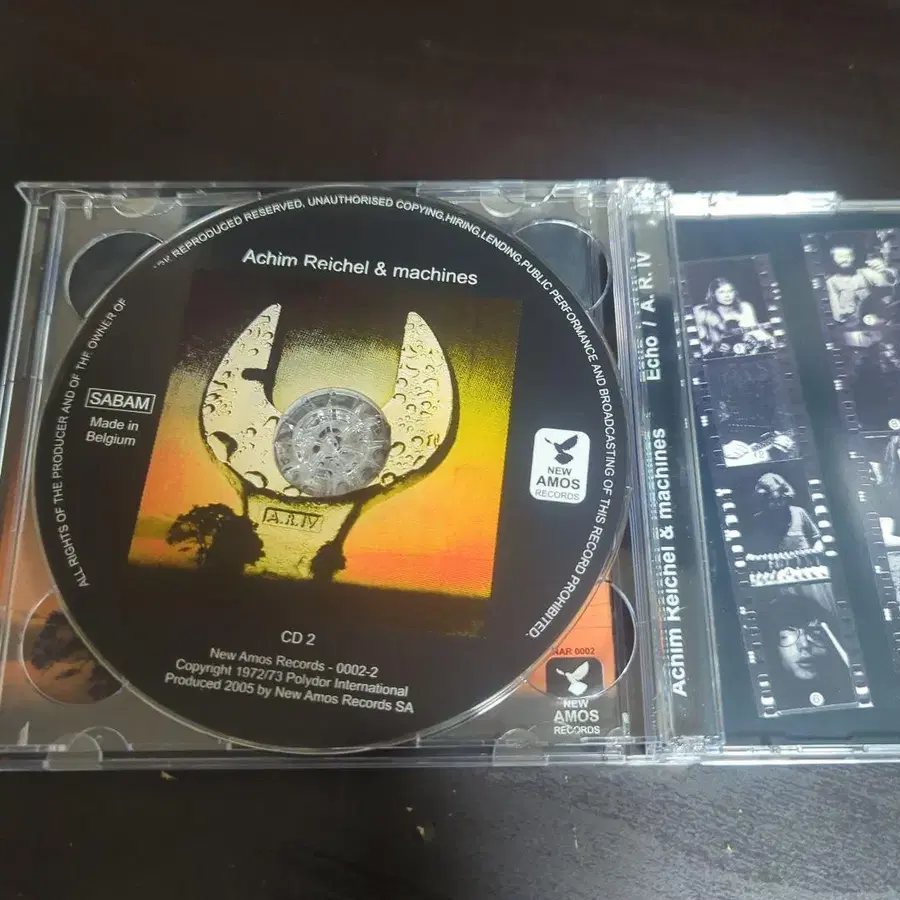 ALL RIGHTS OF THE PRODUCER AND OF THE OWNER OF
REPRODUCED RESERVED, UNAUTHORISED COPYING,HIRING,LENDING,PUBLIC PERFORMANCE AND BROADCASTING OF THIS RECORD PROHIBITED.
Achim Reichel & machines
SABAM
Made in
Belgium
NEW
AMOS
RECORDS
A.R.IV
CD 2
New Amos Records - 0002-2
Copyright 1972/73 Polydor International
Produced 2005 by New Amos Records SA
NAR 0002
NEW
AMOS
RECORDS
Achim Reichel & machines Echo / A. R. IV